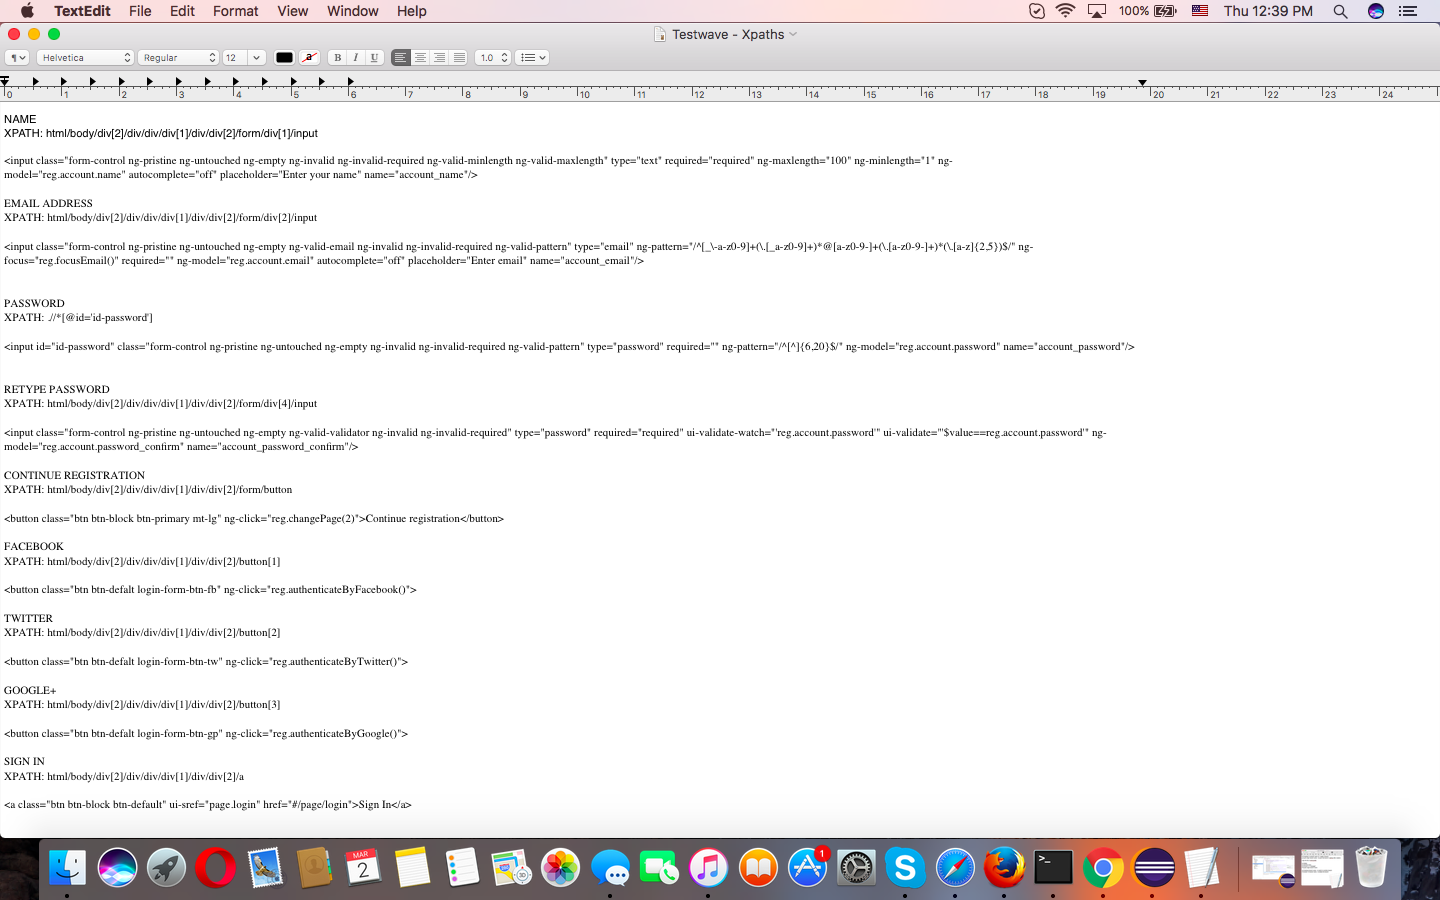 TextEdit File Edit Format View Window Help 100% Thu 12:39 PM
Testwave - Xpaths
¶ Helvetica Regular 12 a B I U 1.0
0 1 2 3 4 5 6 7 8 9 10 11 12 13 14 15 16 17 18 19 20 21 22 23 24
NAME
XPATH: html/body/div[2]/div/div/div[1]/div/div[2]/form/div[1]/input
<input class="form-control ng-pristine ng-untouched ng-empty ng-invalid ng-invalid-required ng-valid-minlength ng-valid-maxlength" type="text" required="required" ng-maxlength="100" ng-minlength="1" ng-
model="reg.account.name" autocomplete="off" placeholder="Enter your name" name="account_name"/>
EMAIL ADDRESS
XPATH: html/body/div[2]/div/div/div[1]/div/div[2]/form/div[2]/input
<input class="form-control ng-pristine ng-untouched ng-empty ng-valid-email ng-invalid ng-invalid-required ng-valid-pattern" type="email" ng-pattern="/^[_\-a-z0-9]+(\.[_a-z0-9]+)*@[a-z0-9-]+(\.[a-z0-9-]+)*(\.[a-z]{2,5})$/" ng-
focus="reg.focusEmail()" required="" ng-model="reg.account.email" autocomplete="off" placeholder="Enter email" name="account_email"/>
PASSWORD
XPATH: .//*[@id='id-password']
<input id="id-password" class="form-control ng-pristine ng-untouched ng-empty ng-invalid ng-invalid-required ng-valid-pattern" type="password" required="" ng-pattern="/^[^]{6,20}$/" ng-model="reg.account.password" name="account_password"/>
RETYPE PASSWORD
XPATH: html/body/div[2]/div/div/div[1]/div/div[2]/form/div[4]/input
<input class="form-control ng-pristine ng-untouched ng-empty ng-valid-validator ng-invalid ng-invalid-required" type="password" required="required" ui-validate-watch="'reg.account.password'" ui-validate="'$value==reg.account.password'" ng-
model="reg.account.password_confirm" name="account_password_confirm"/>
CONTINUE REGISTRATION
XPATH: html/body/div[2]/div/div/div[1]/div/div[2]/form/button
<button class="btn btn-block btn-primary mt-lg" ng-click="reg.changePage(2)">Continue registration</button>
FACEBOOK
XPATH: html/body/div[2]/div/div/div[1]/div/div[2]/button[1]
<button class="btn btn-defalt login-form-btn-fb" ng-click="reg.authenticateByFacebook()">
TWITTER
XPATH: html/body/div[2]/div/div/div[1]/div/div[2]/button[2]
<button class="btn btn-defalt login-form-btn-tw" ng-click="reg.authenticateByTwitter()">
GOOGLE+
XPATH: html/body/div[2]/div/div/div[1]/div/div[2]/button[3]
<button class="btn btn-defalt login-form-btn-gp" ng-click="reg.authenticateByGoogle()">
SIGN IN
XPATH: html/body/div[2]/div/div/div[1]/div/div[2]/a
<a class="btn btn-block btn-default" ui-sref="page.login" href="#/page/login">Sign In</a>
MAR
2
3D
1
>_